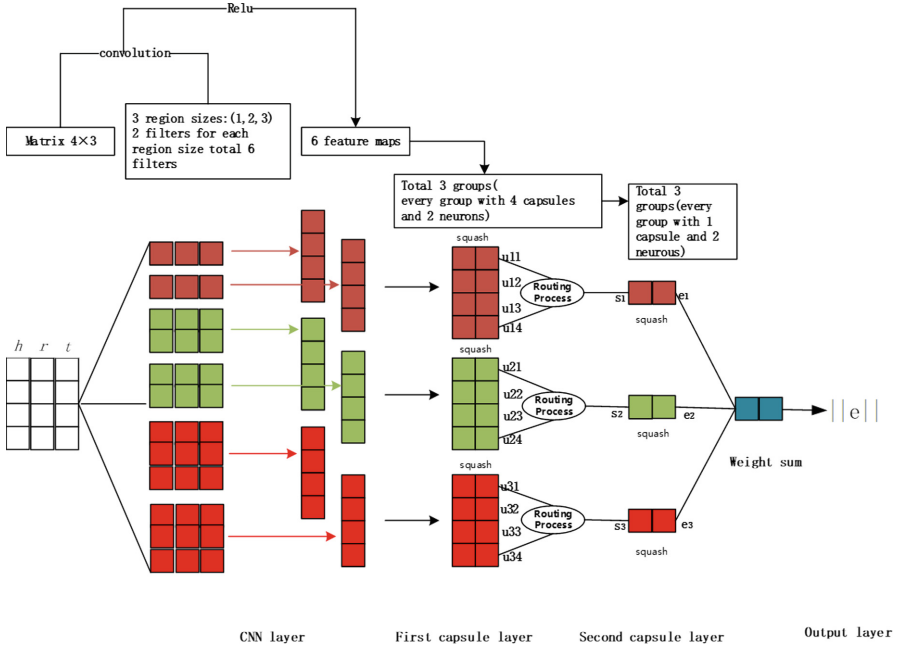 Relu
convolution
Matrix 4×3
3 region sizes:(1,2,3)
2 filters for each
region size total 6
filters
6 feature maps
Total 3 groups(
every group with 4 capsules
and 2 neurons)
Total 3
groups(every
group with 1
capsule and 2
neurous)
squash
u11
u12
u13
u14
Routing
Process
S1
e1
squash
h r t
squash
u21
u22
u23
u24
Routing
Process
S2
e2
squash
||e||
Weight sum
squash
u31
u32
u33
u34
Routing
Process
S3
e3
squash
CNN layer
First capsule layer
Second capsule layer
Output layer